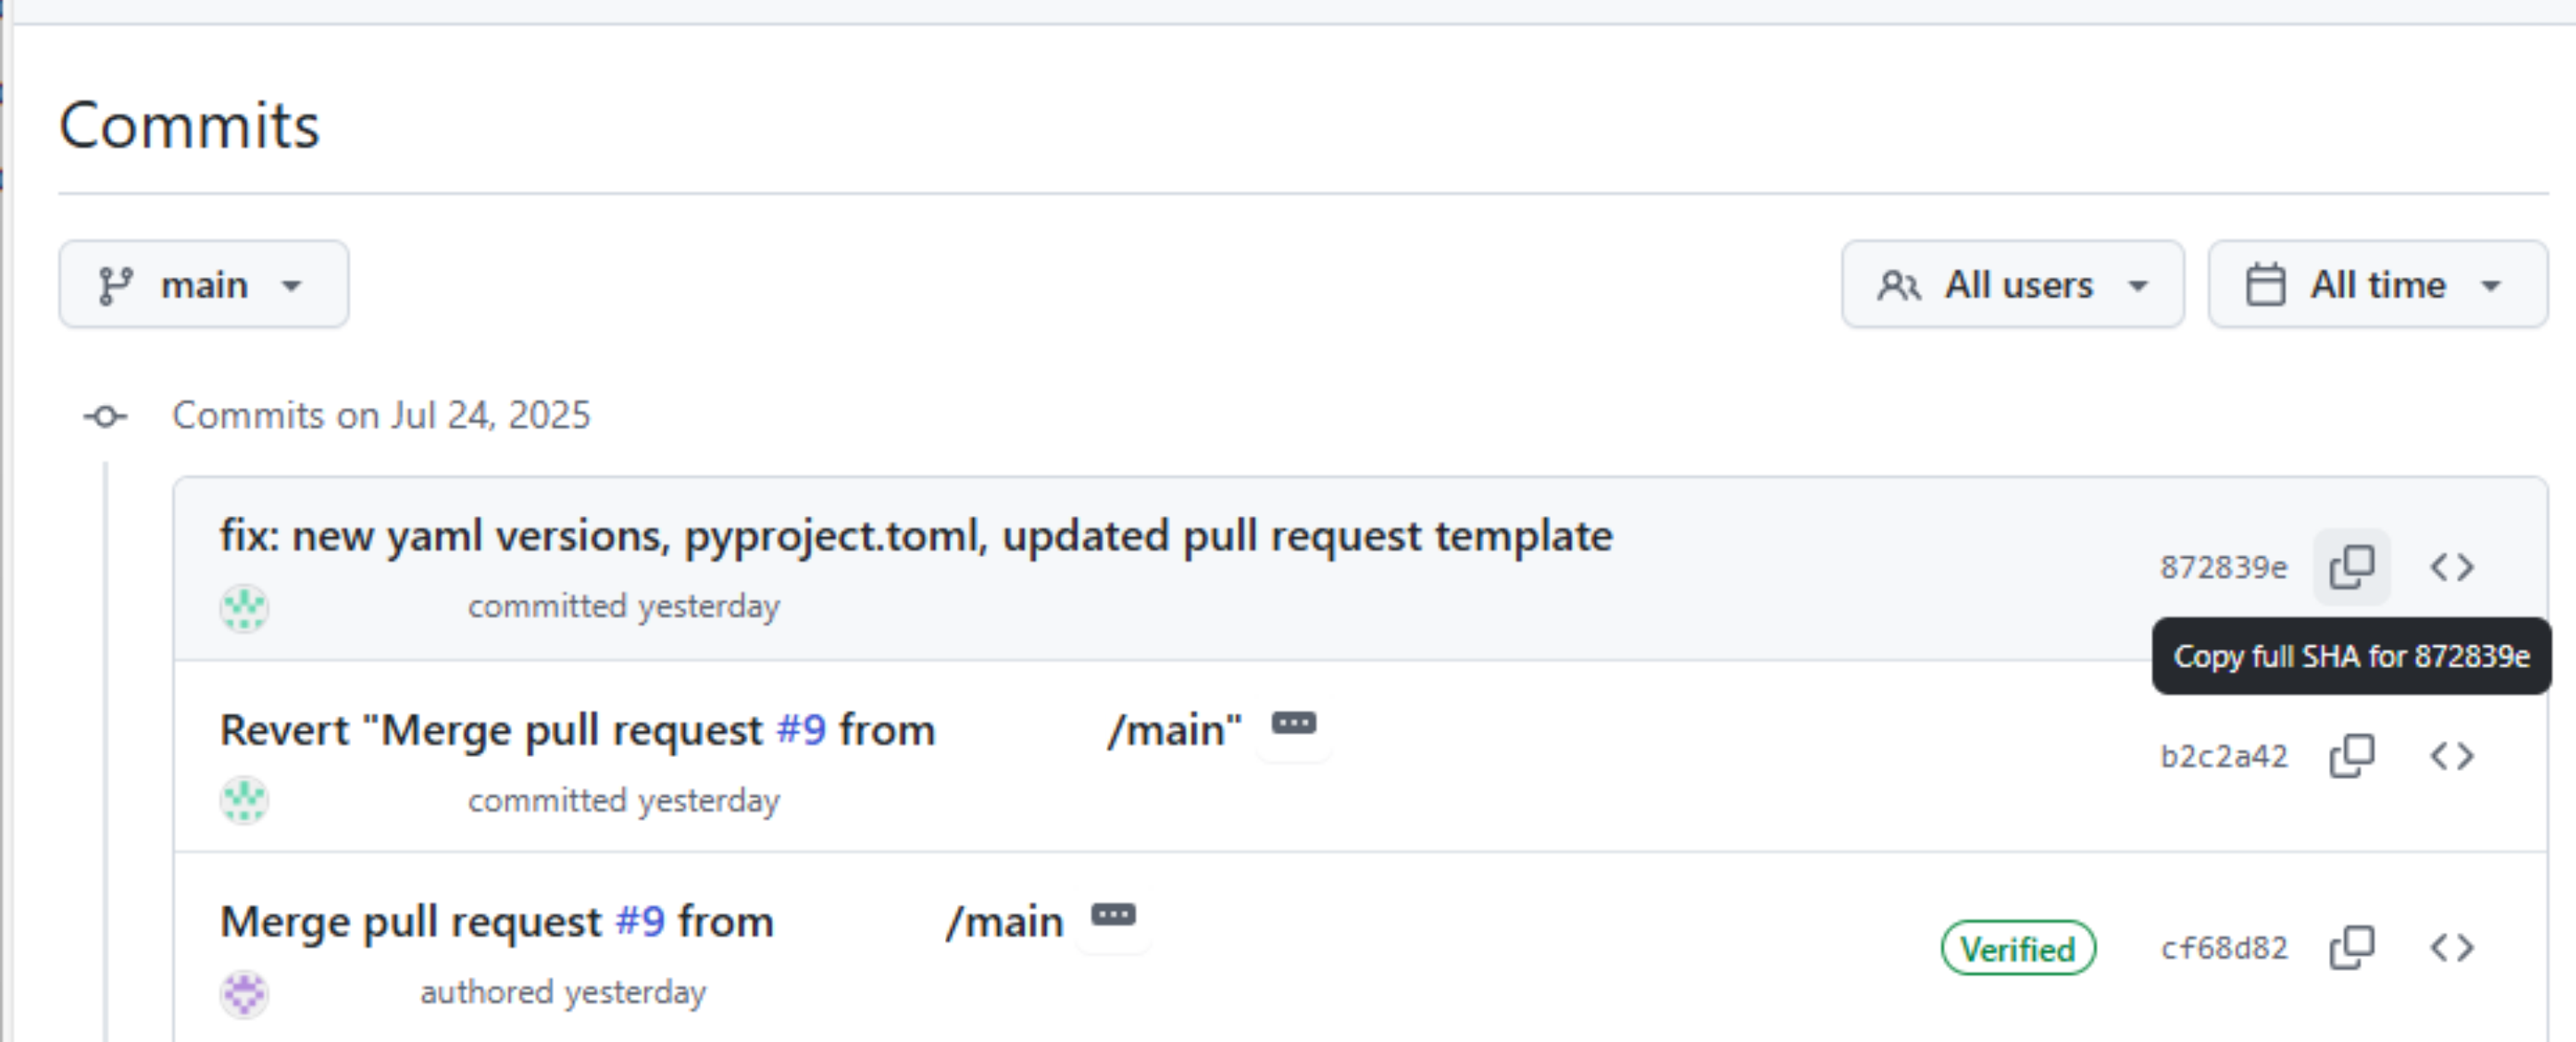 Commits
main
All users
All time
Commits on Jul 24, 2025
fix: new yaml versions, pyproject.toml, updated pull request template
872839e
committed yesterday
Copy full SHA for 872839e
Revert "Merge pull request #9 from /main"
b2c2a42
committed yesterday
Merge pull request #9 from /main
Verified
cf68d82
authored yesterday